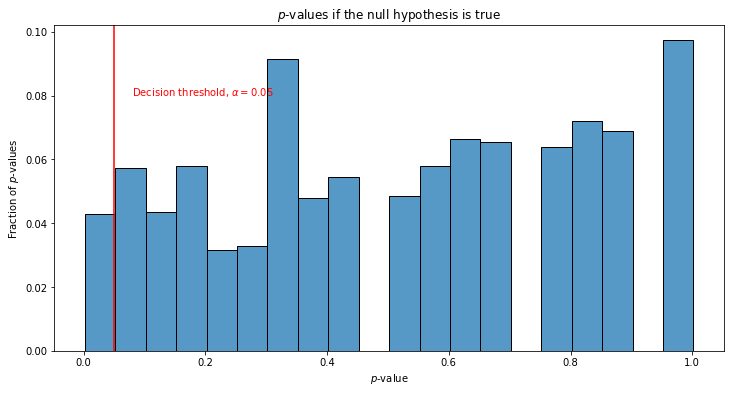 p-values if the null hypothesis is true
0.10
0.08
0.06
0.04
0.02
0.00
Fraction of p-values
Decision threshold, α = 0.05
0.0 0.2 0.4 0.6 0.8 1.0
p-value